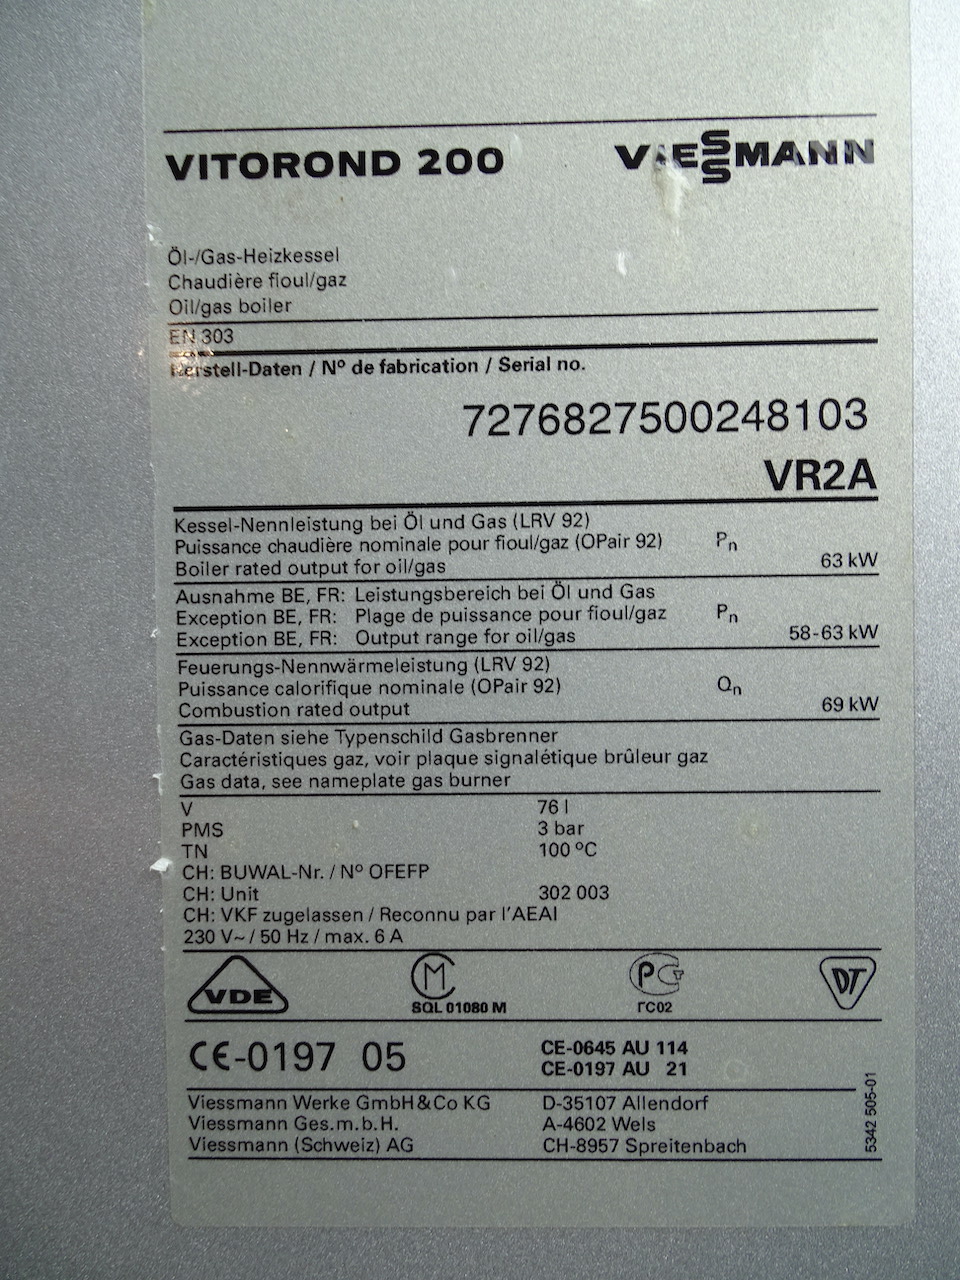 VITOROND 200 VIESSMANN
Öl-/Gas-Heizkessel
Chaudière fioul/gaz
Oil/gas boiler
EN 303
Herstell-Daten / Nº de fabrication / Serial no.
7276827500248103
VR2A
Kessel-Nennleistung bei Öl und Gas (LRV 92)
Puissance chaudière nominale pour fioul/gaz (OPair 92) Pn
Boiler rated output for oil/gas 63 kW
Ausnahme BE, FR: Leistungsbereich bei Öl und Gas
Exception BE, FR: Plage de puissance pour fioul/gaz Pn
Exception BE, FR: Output range for oil/gas 58-63 kW
Feuerungs-Nennwärmeleistung (LRV 92)
Puissance calorifique nominale (OPair 92) Qn
Combustion rated output 69 kW
Gas-Daten siehe Typenschild Gasbrenner
Caractéristiques gaz, voir plaque signalétique brûleur gaz
Gas data, see nameplate gas burner
V 76 l
PMS 3 bar
TN 100 ºC
CH: BUWAL-Nr. / Nº OFEFP
CH: Unit 302 003
CH: VKF zugelassen / Reconnu par l'AEAI
230 V~ / 50 Hz / max. 6 A
VDE CM PG DT
SQL 01080 M ГС02
CE-0197 05 CE-0645 AU 114
CE-0197 AU 21
Viessmann Werke GmbH&Co KG D-35107 Allendorf
Viessmann Ges.m.b.H. A-4602 Wels
Viessmann (Schweiz) AG CH-8957 Spreitenbach
5342 505-01